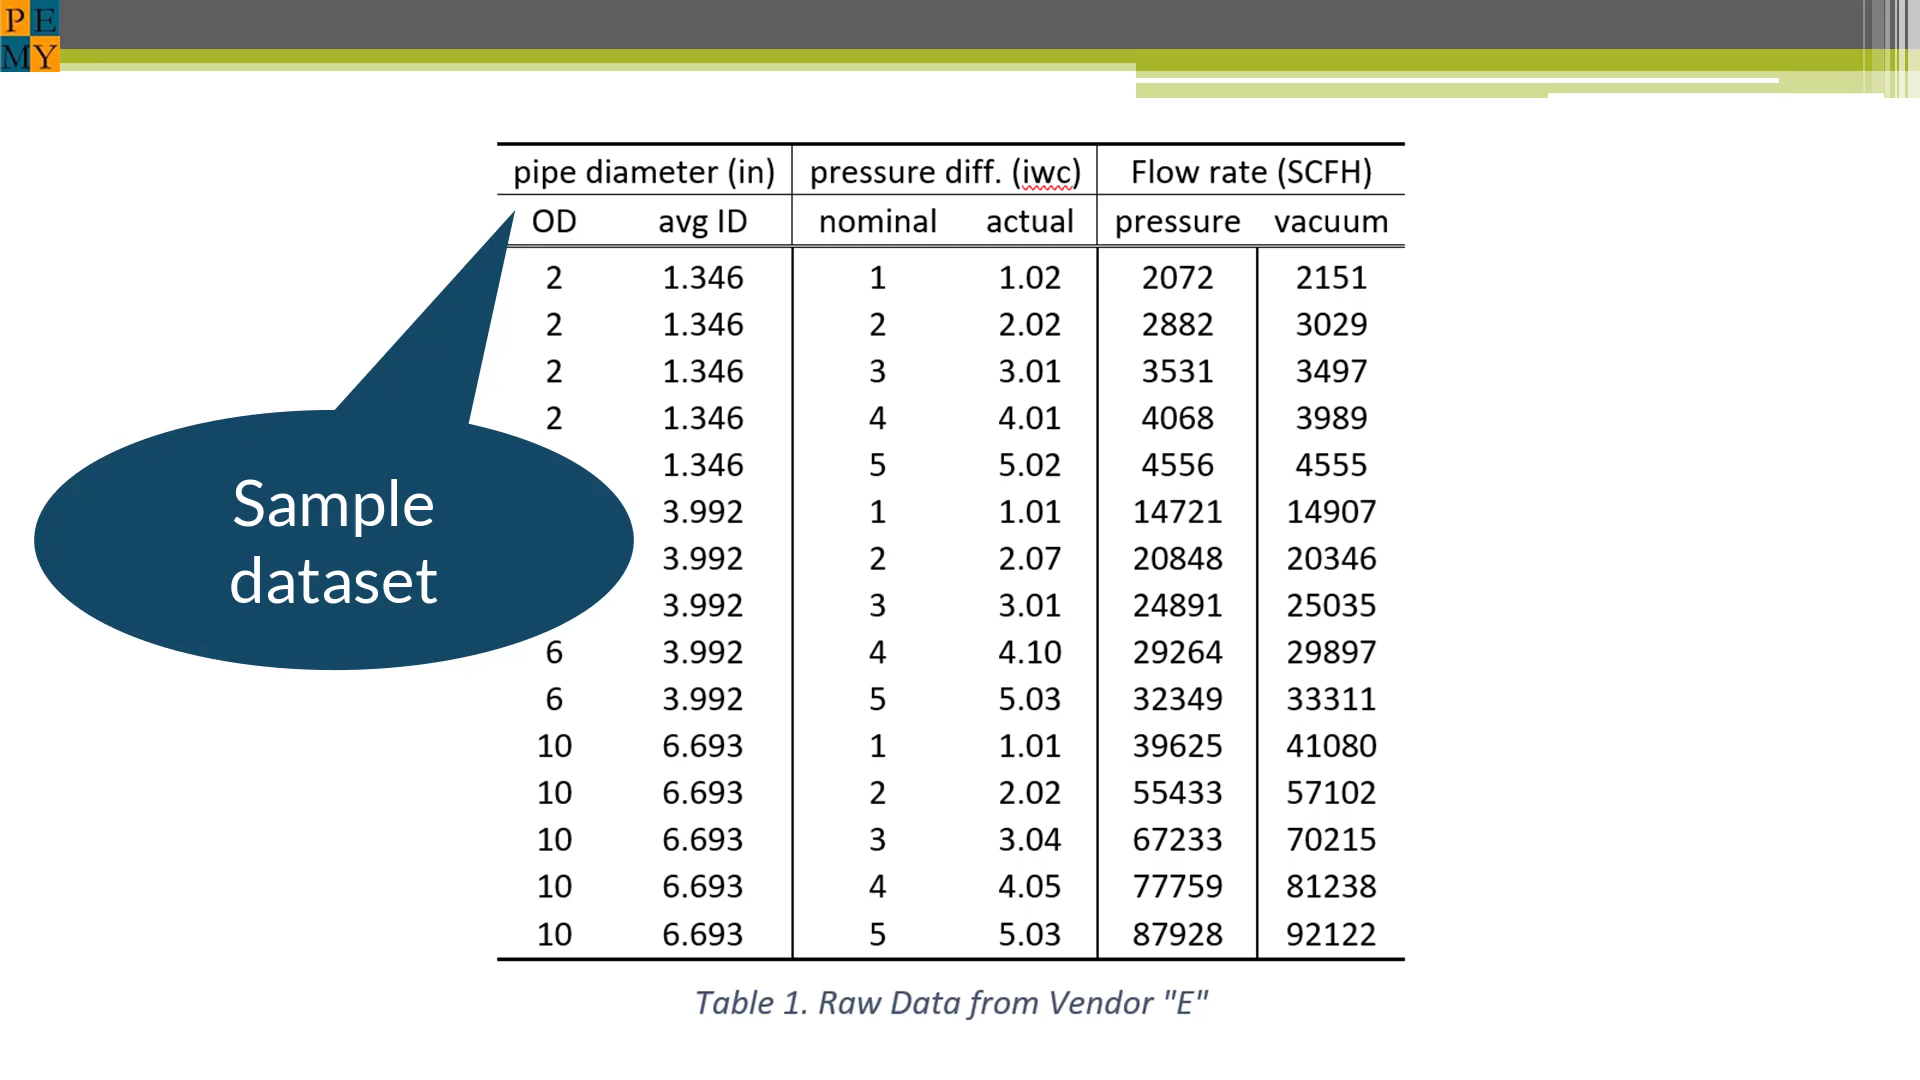 P E
M Y
pipe diameter (in) pressure diff. (iwc) Flow rate (SCFH)
OD avg ID nominal actual pressure vacuum
2 1.346 1 1.02 2072 2151
2 1.346 2 2.02 2882 3029
2 1.346 3 3.01 3531 3497
2 1.346 4 4.01 4068 3989
1.346 5 5.02 4556 4555
3.992 1 1.01 14721 14907
3.992 2 2.07 20848 20346
3.992 3 3.01 24891 25035
6 3.992 4 4.10 29264 29897
6 3.992 5 5.03 32349 33311
10 6.693 1 1.01 39625 41080
10 6.693 2 2.02 55433 57102
10 6.693 3 3.04 67233 70215
10 6.693 4 4.05 77759 81238
10 6.693 5 5.03 87928 92122
Sample
dataset
Table 1. Raw Data from Vendor "E"